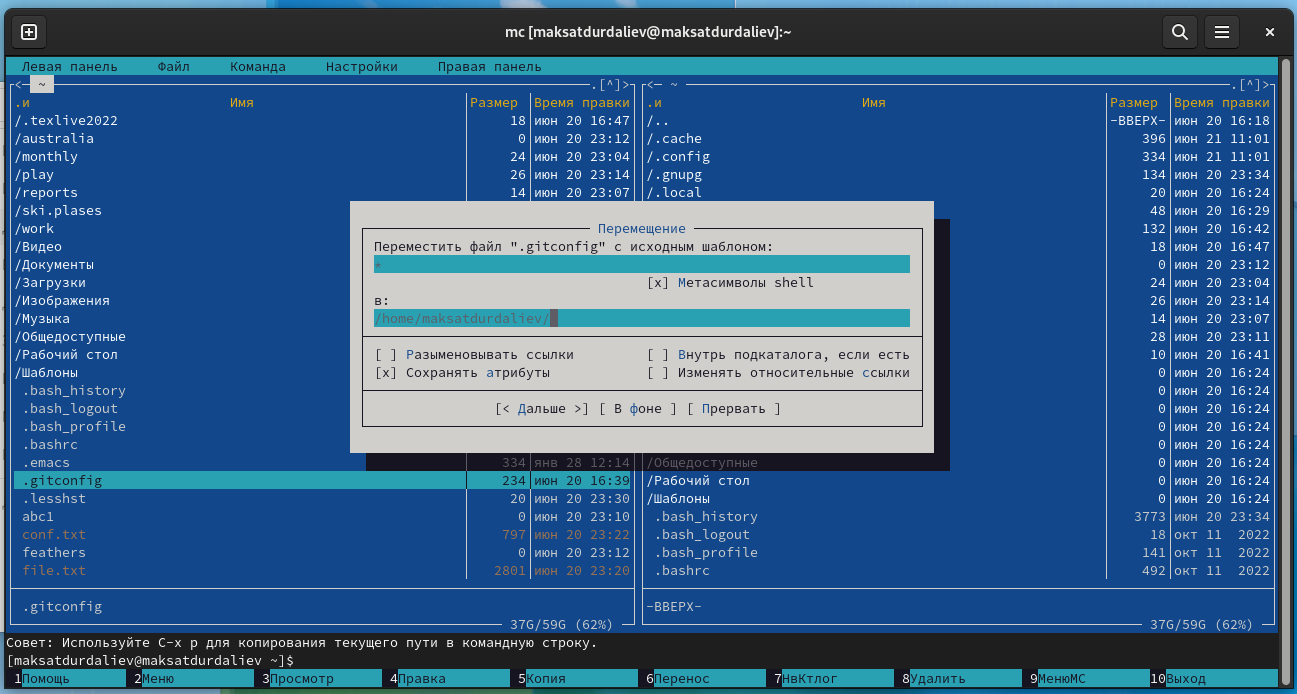 mc [maksatdurdaliev@maksatdurdaliev]:~
Левая панель Файл Команда Настройки Правая панель
<─ ~ .[^]> <─ ~ .[^]>
.и Имя Размер Время правки .и Имя Размер Время правки
/.texlive2022 18 июн 20 16:47 /.. -ВВЕРХ- июн 20 16:18
/australia 0 июн 20 23:12 /.cache 396 июн 21 11:01
/monthly 24 июн 20 23:04 /.config 334 июн 21 11:01
/play 26 июн 20 23:14 /.gnupg 134 июн 20 23:34
/reports 14 июн 20 23:07 /.local 20 июн 20 16:24
/ski.plases 48 июн 20 16:29
/work Перемещение 132 июн 20 16:42
/Видео Переместить файл ".gitconfig" с исходным шаблоном: 18 июн 20 16:47
/Документы * 0 июн 20 23:12
/Загрузки [x] Метасимволы shell 24 июн 20 23:04
/Изображения в: 26 июн 20 23:14
/Музыка /home/maksatdurdaliev/ 14 июн 20 23:07
/Общедоступные 28 июн 20 23:11
/Рабочий стол [ ] Разыменовывать ссылки [ ] Внутрь подкаталога, если есть 10 июн 20 16:41
/Шаблоны [x] Сохранять атрибуты [ ] Изменять относительные ссылки 0 июн 20 16:24
.bash_history 0 июн 20 16:24
.bash_logout [< Дальше >] [ В фоне ] [ Прервать ] 0 июн 20 16:24
.bash_profile 0 июн 20 16:24
.bashrc 0 июн 20 16:24
.emacs 334 янв 28 12:14 /Общедоступные 0 июн 20 16:24
.gitconfig 234 июн 20 16:39 /Рабочий стол 0 июн 20 16:24
.lesshst 20 июн 20 23:30 /Шаблоны 0 июн 20 16:24
abc1 0 июн 20 23:10 .bash_history 3773 июн 20 23:34
conf.txt 797 июн 20 23:22 .bash_logout 18 окт 11 2022
feathers 0 июн 20 23:12 .bash_profile 141 окт 11 2022
file.txt 2801 июн 20 23:20 .bashrc 492 окт 11 2022
.gitconfig -ВВЕРХ-
37G/59G (62%) 37G/59G (62%)
Совет: Используйте C-x p для копирования текущего пути в командную строку.
[maksatdurdaliev@maksatdurdaliev ~]$
1Помощь 2Меню 3Просмотр 4Правка 5Копия 6Перенос 7НвКтлог 8Удалить 9МенюМС 10Выход